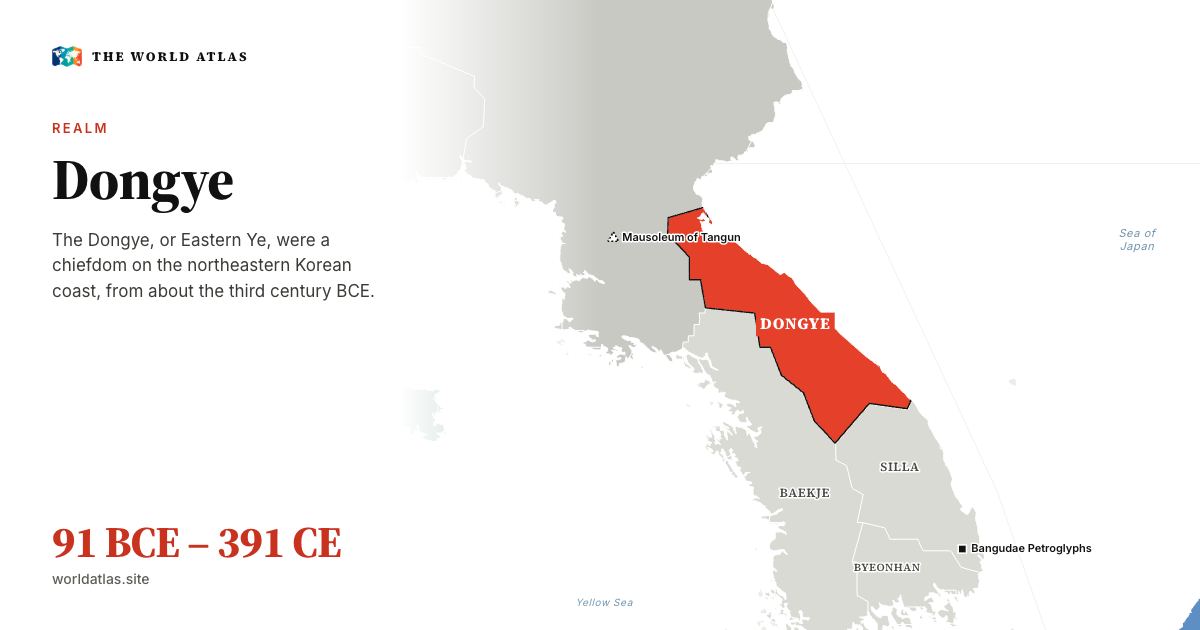 THE WORLD ATLAS
REALM
Dongye
The Dongye, or Eastern Ye, were a
chiefdom on the northeastern Korean
coast, from about the third century BCE.
91 BCE – 391 CE
worldatlas.site
Mausoleum of Tangun
Sea of
Japan
DONGYE
SILLA
BAEKJE
Bangudae Petroglyphs
BYEONHAN
Yellow Sea